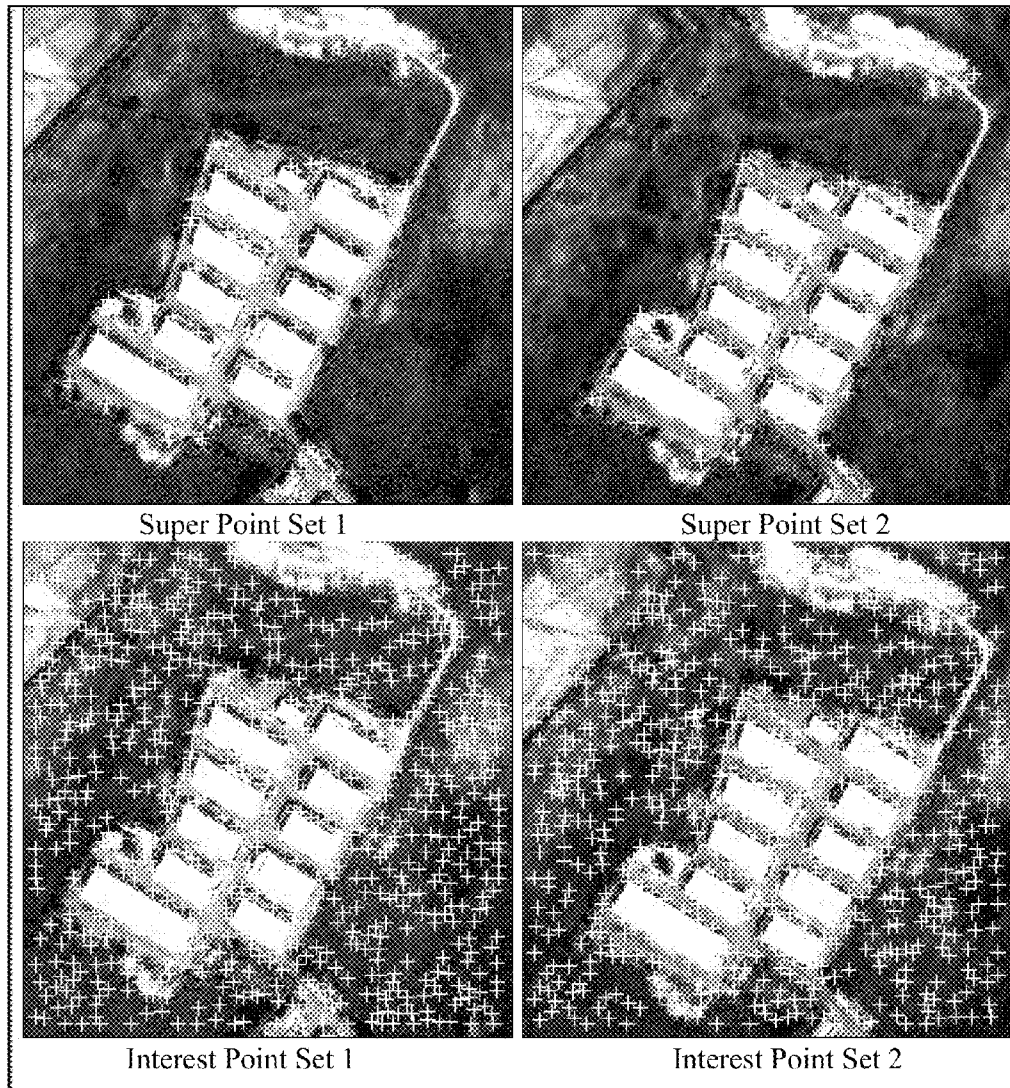 Super Point Set 1
Super Point Set 2
Interest Point Set 1
Interest Point Set 2